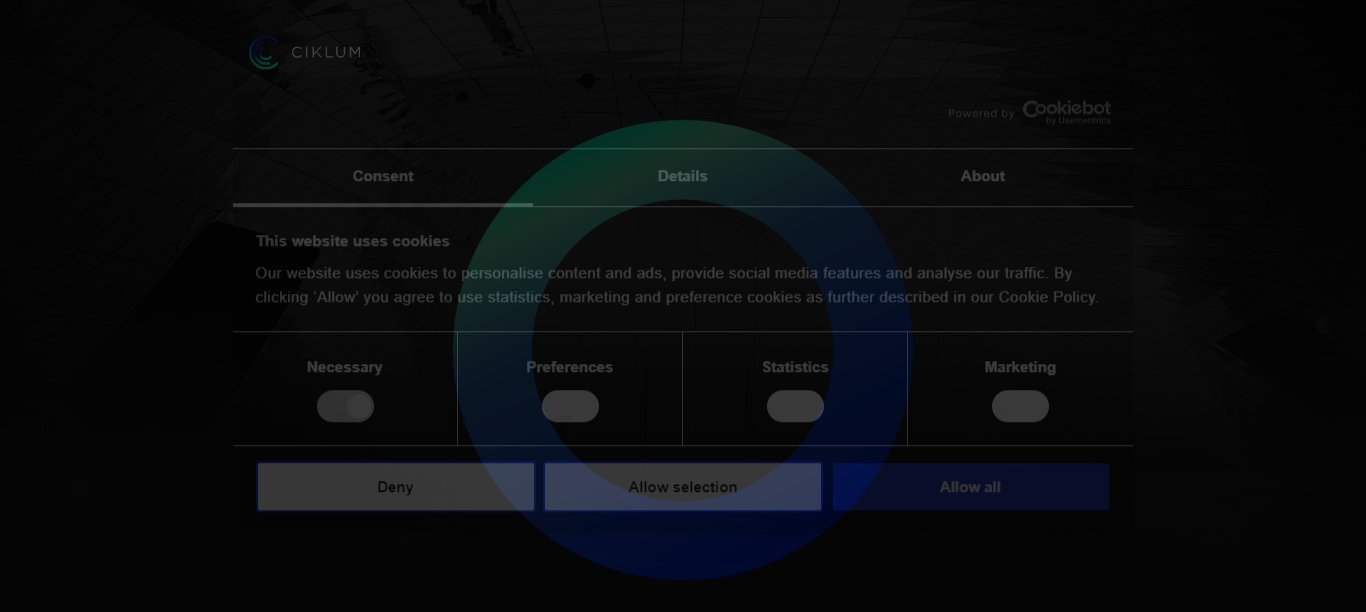 CIKLUM
Powered by Cookiebot
by Usercentrics
Consent Details About
This website uses cookies
Our website uses cookies to personalise content and ads, provide social media features and analyse our traffic. By
clicking 'Allow' you agree to use statistics, marketing and preference cookies as further described in our Cookie Policy.
Necessary Preferences Statistics Marketing
Deny Allow selection Allow all